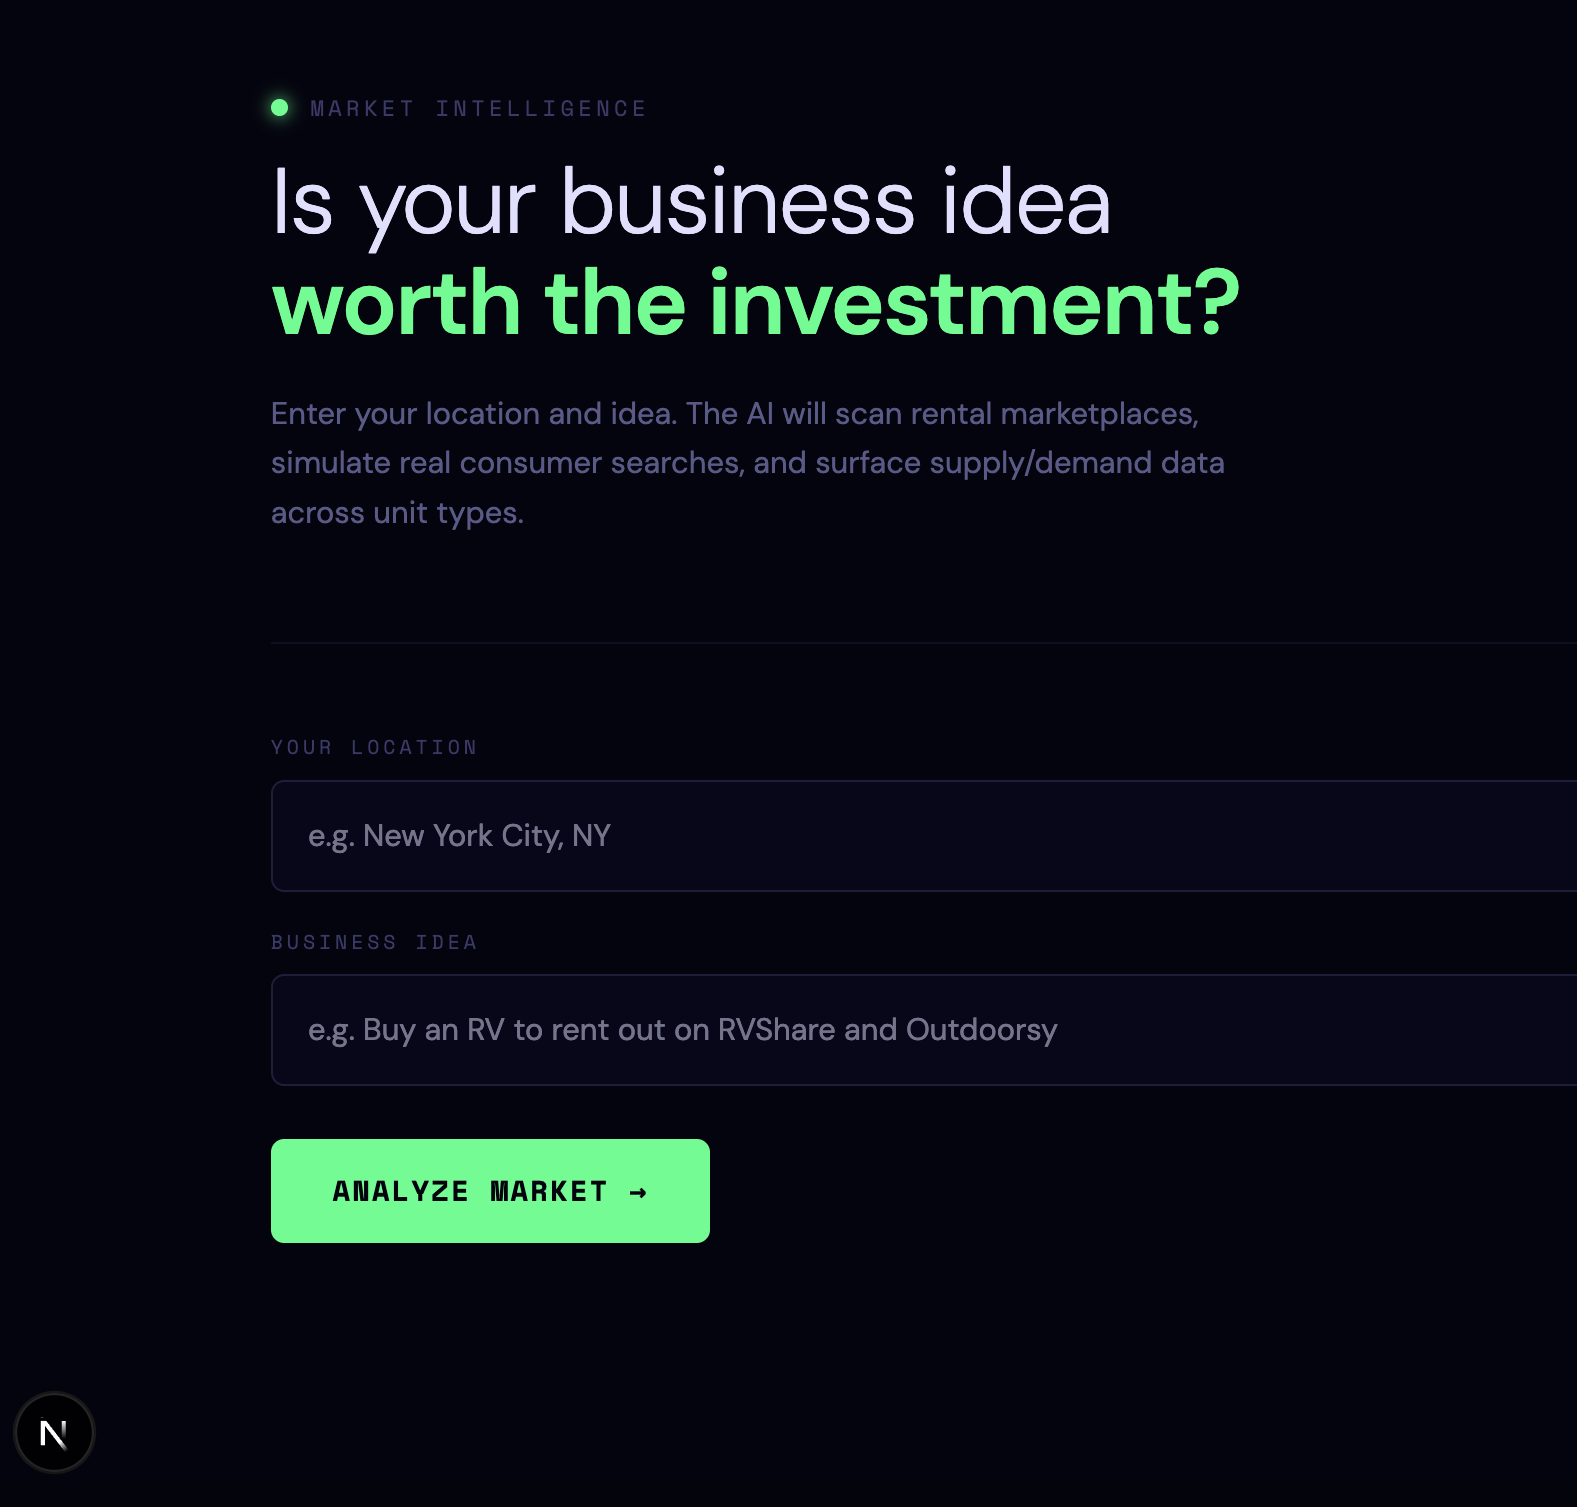 MARKET INTELLIGENCE
Is your business idea
worth the investment?
Enter your location and idea. The AI will scan rental marketplaces,
simulate real consumer searches, and surface supply/demand data
across unit types.
YOUR LOCATION
e.g. New York City, NY
BUSINESS IDEA
e.g. Buy an RV to rent out on RVShare and Outdoorsy
ANALYZE MARKET →
N